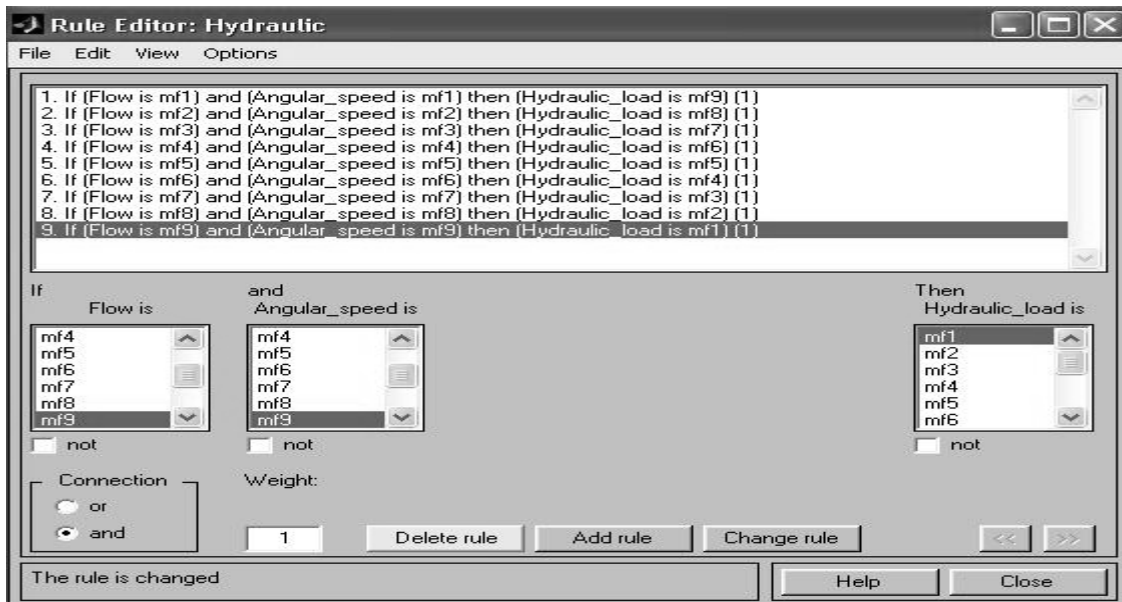 Rule Editor: Hydraulic
File Edit View Options
1. If (Flow is mf1) and (Angular_speed is mf1) then (Hydraulic_load is mf9) (1)
2. If (Flow is mf2) and (Angular_speed is mf2) then (Hydraulic_load is mf8) (1)
3. If (Flow is mf3) and (Angular_speed is mf3) then (Hydraulic_load is mf7) (1)
4. If (Flow is mf4) and (Angular_speed is mf4) then (Hydraulic_load is mf6) (1)
5. If (Flow is mf5) and (Angular_speed is mf5) then (Hydraulic_load is mf5) (1)
6. If (Flow is mf6) and (Angular_speed is mf6) then (Hydraulic_load is mf4) (1)
7. If (Flow is mf7) and (Angular_speed is mf7) then (Hydraulic_load is mf3) (1)
8. If (Flow is mf8) and (Angular_speed is mf8) then (Hydraulic_load is mf2) (1)
9. If (Flow is mf9) and (Angular_speed is mf9) then (Hydraulic_load is mf1) (1)
If
Flow is
mf4
mf5
mf6
mf7
mf8
mf9
not
and
Angular_speed is
mf4
mf5
mf6
mf7
mf8
mf9
not
Then
Hydraulic_load is
mf1
mf2
mf3
mf4
mf5
mf6
not
Connection
or
and
Weight:
1
Delete rule Add rule Change rule << >>
The rule is changed
Help Close